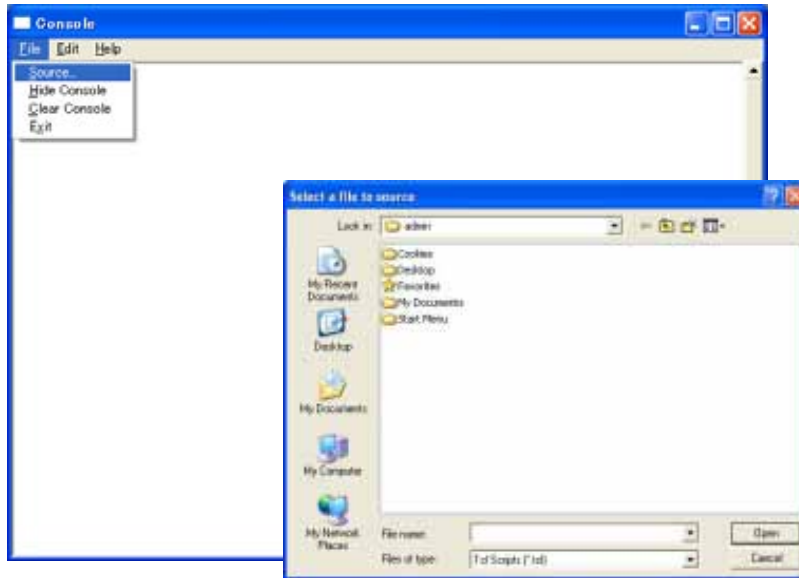 Console
File Edit Help
Source...
Hide Console
Clear Console
Exit
Select a file to source
Look in: admin
Cookies
Desktop
Favorites
My Documents
Start Menu
My Recent
Documents
Desktop
My Documents
My Computer
My Network
Places
File name:
Open
Files of type: Tcl Scripts (*.tcl)
Cancel